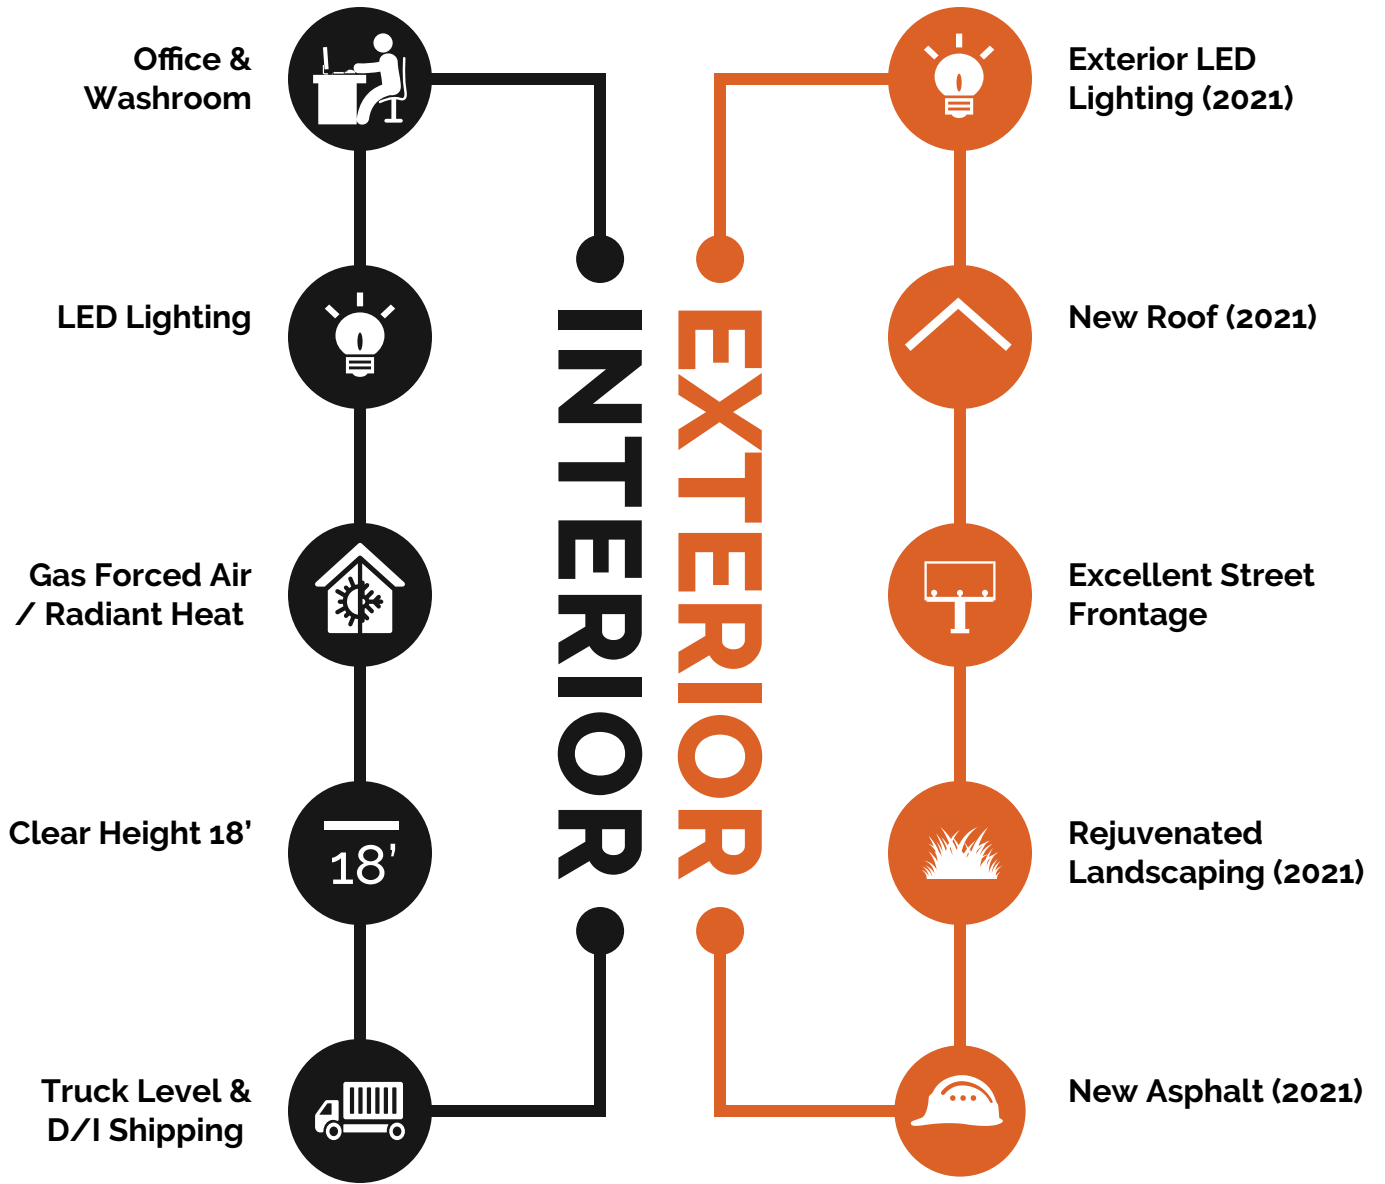 Office &
Washroom
LED Lighting
Gas Forced Air
/ Radiant Heat
Clear Height 18’
18’
Truck Level &
D/I Shipping
INTERIOR
EXTERIOR
Exterior LED
Lighting (2021)
New Roof (2021)
Excellent Street
Frontage
Rejuvenated
Landscaping (2021)
New Asphalt (2021)